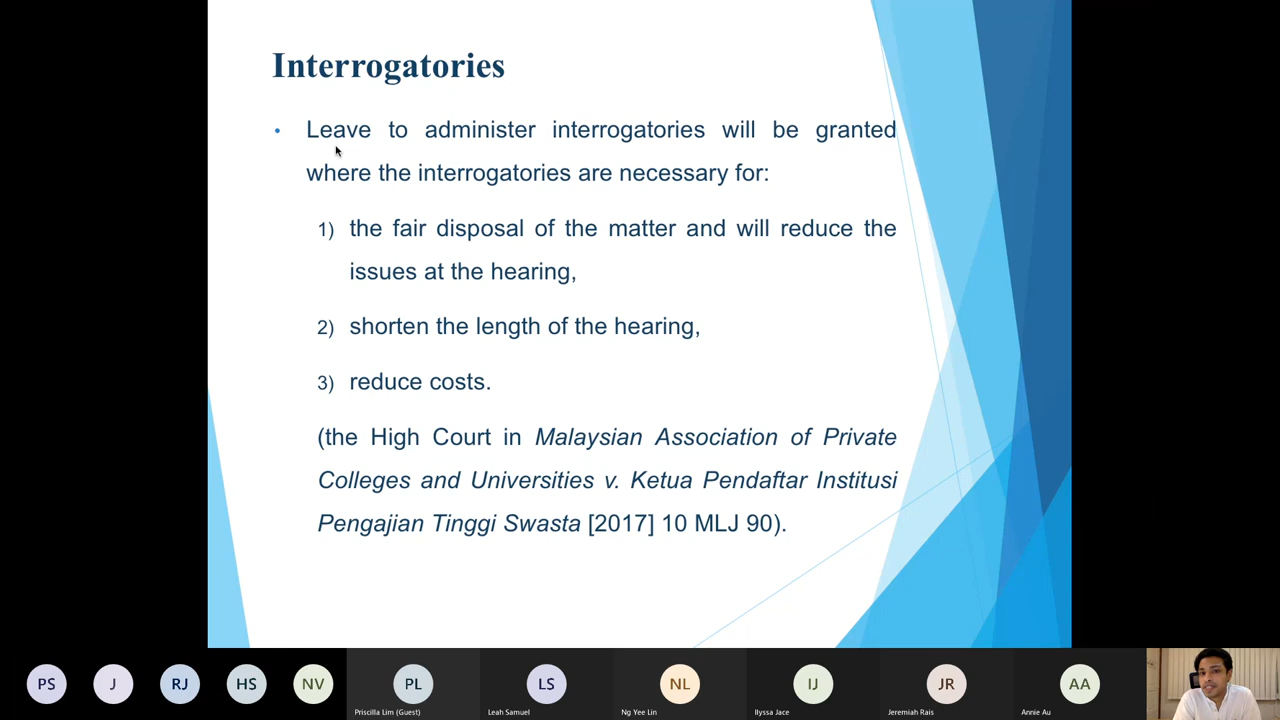 Interrogatories
• Leave to administer interrogatories will be granted
where the interrogatories are necessary for:
1) the fair disposal of the matter and will reduce the
issues at the hearing,
2) shorten the length of the hearing,
3) reduce costs.
(the High Court in Malaysian Association of Private
Colleges and Universities v. Ketua Pendaftar Institusi
Pengajian Tinggi Swasta [2017] 10 MLJ 90).
PS J RJ HS NV PL LS NL IJ JR AA
Priscilla Lim (Guest) Leah Samuel Ng Yee Lin Ilyssa Jace Jeremiah Rais Annie Au